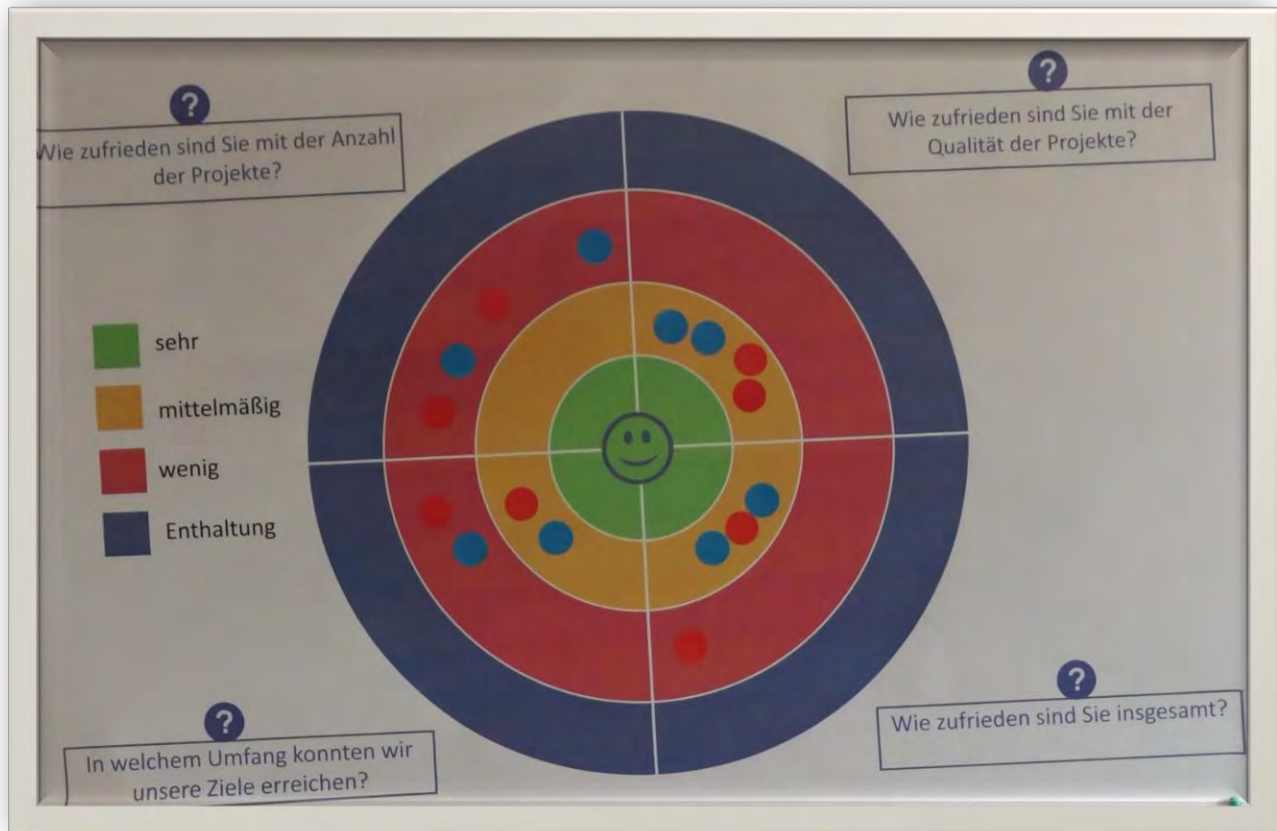 ?
Wie zufrieden sind Sie mit der Anzahl
der Projekte?
?
Wie zufrieden sind Sie mit der
Qualität der Projekte?
sehr
mittelmäßig
wenig
Enthaltung
?
In welchem Umfang konnten wir
unsere Ziele erreichen?
?
Wie zufrieden sind Sie insgesamt?